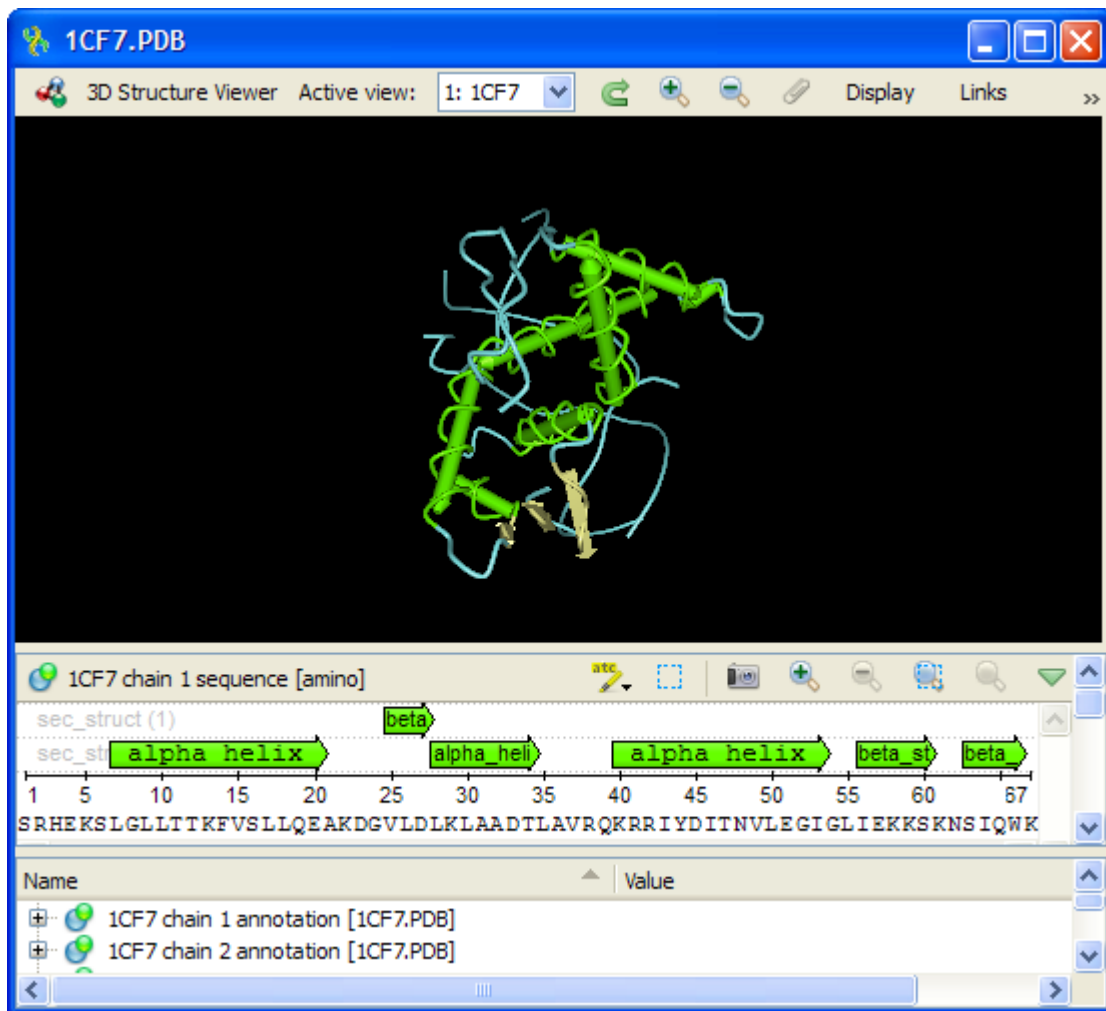 1CF7.PDB
3D Structure Viewer Active view: 1: 1CF7 Display Links »
1CF7 chain 1 sequence [amino]
sec_struct (1)
beta
sec_str
alpha helix alpha_heli alpha helix beta_st beta_
1 5 10 15 20 25 30 35 40 45 50 55 60 67
SRHEKSLGLLTTKFVSLLQEAKDGVLDLKLAADTLAVRQKRRIYDITNVLEGIGLIEKKSKNSIQWK
Name Value
1CF7 chain 1 annotation [1CF7.PDB]
1CF7 chain 2 annotation [1CF7.PDB]